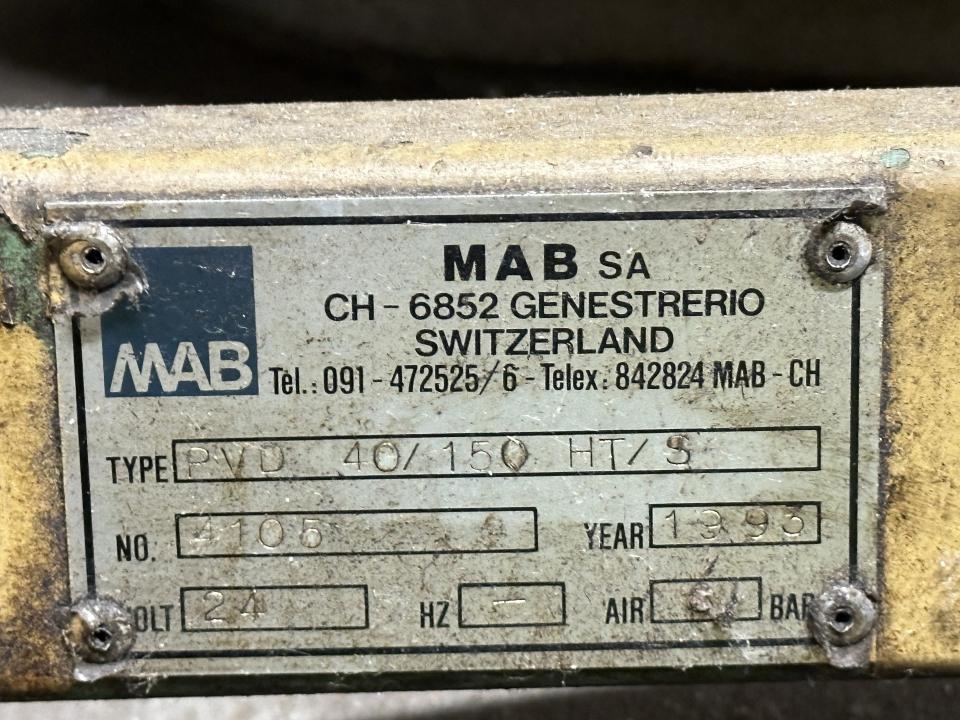 MAB SA
CH - 6852 GENESTRERIO
SWITZERLAND
MAB
Tel.: 091 - 472525/6 - Telex: 842824 MAB - CH
TYPE PVD 40/150 HT/S
NO. 4105 YEAR 1993
VOLT 24 HZ - AIR BAR